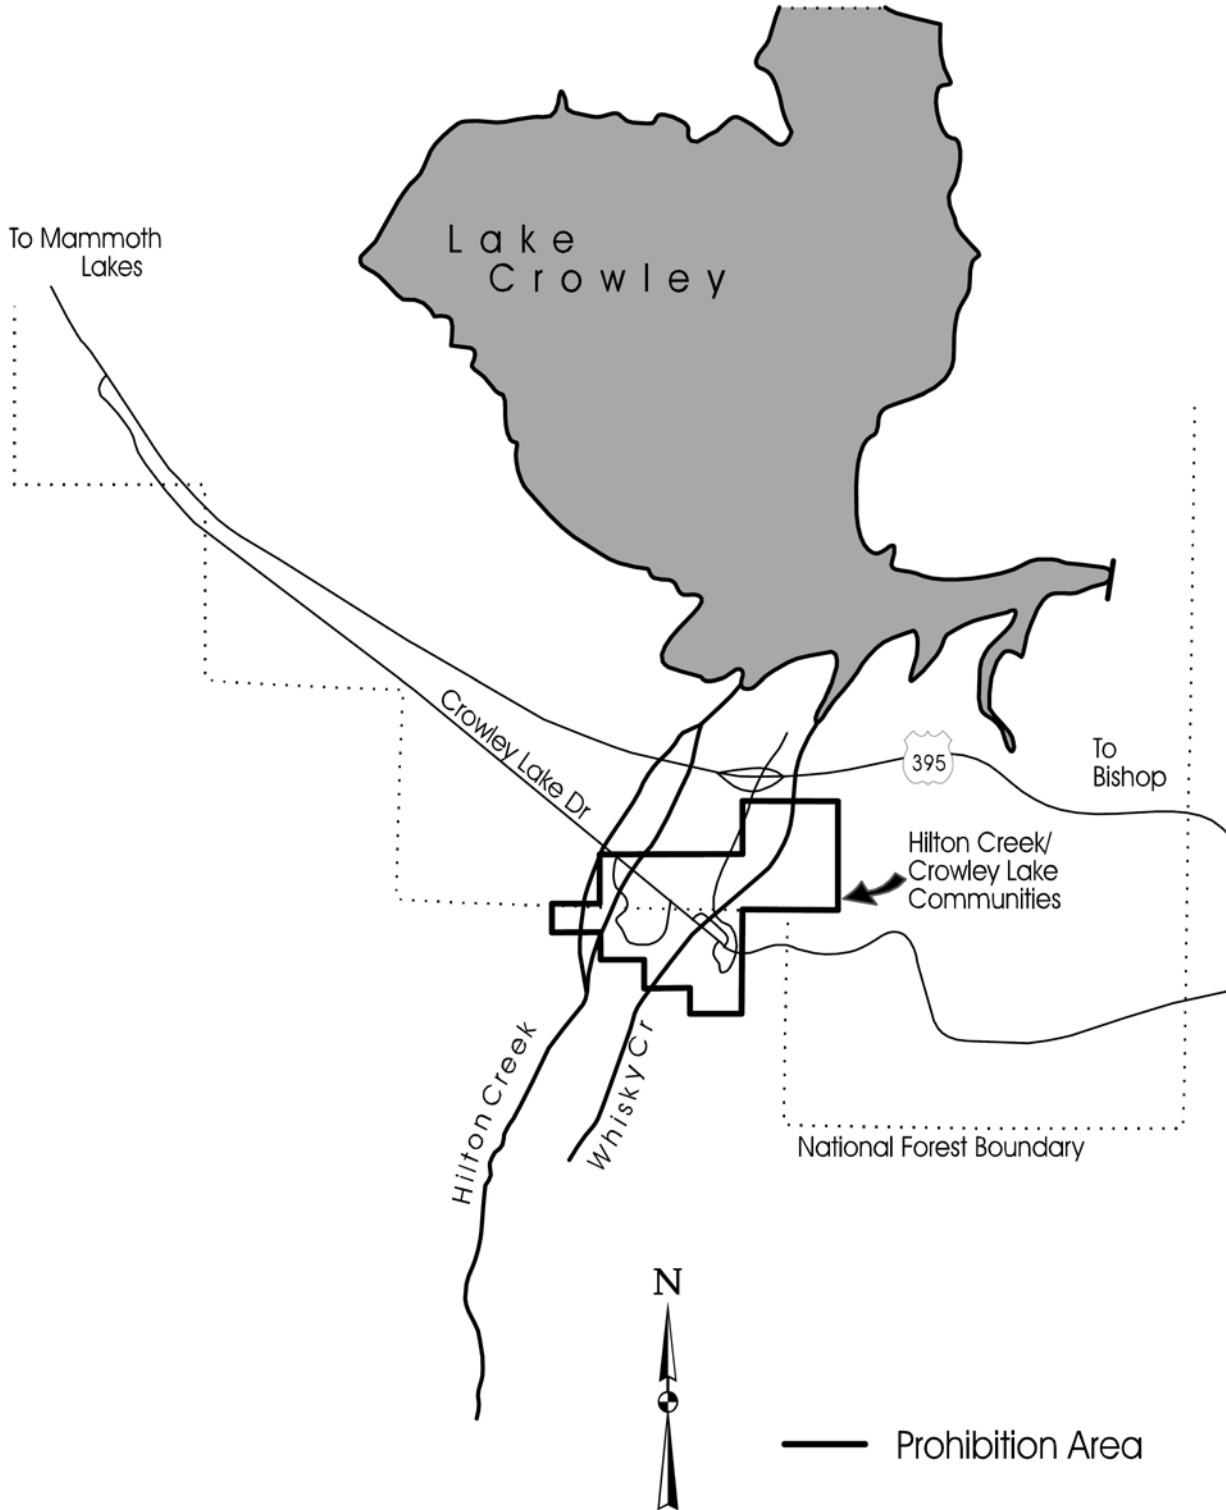 Lake
Crowley
To Mammoth
Lakes
Crowley Lake Dr
395
To
Bishop
Hilton Creek/
Crowley Lake
Communities
Hilton Creek
Whisky Cr
National Forest Boundary
N
Prohibition Area